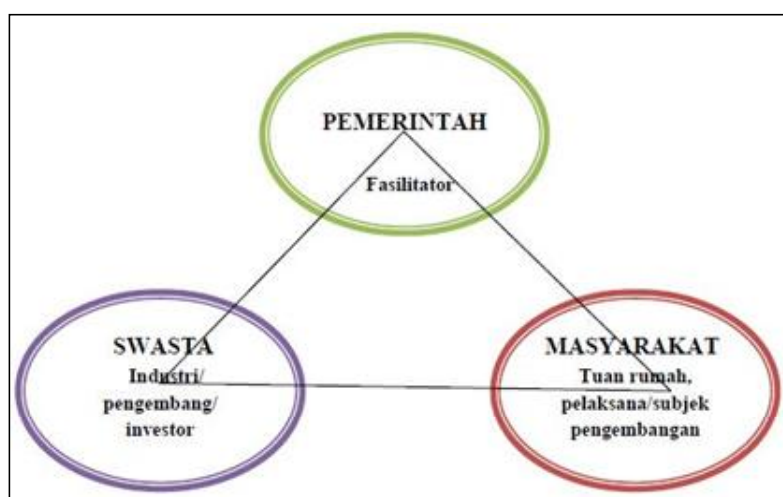 PEMERINTAH
Fasilitator
SWASTA
Industri/
pengembang/
investor
MASYARAKAT
Tuan rumah,
pelaksana/subjek
pengembangan